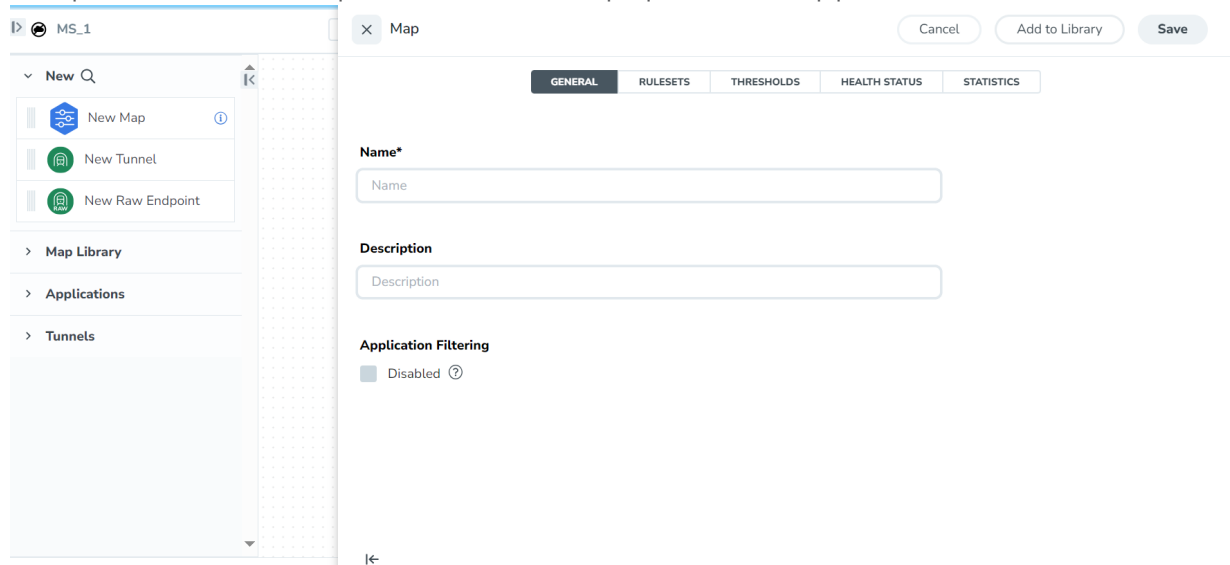 MS_1
New
New Map
New Tunnel
RAW
New Raw Endpoint
Map Library
Applications
Tunnels
Map
Cancel
Add to Library
Save
GENERAL
RULESETS
THRESHOLDS
HEALTH STATUS
STATISTICS
Name*
Name
Description
Description
Application Filtering
Disabled